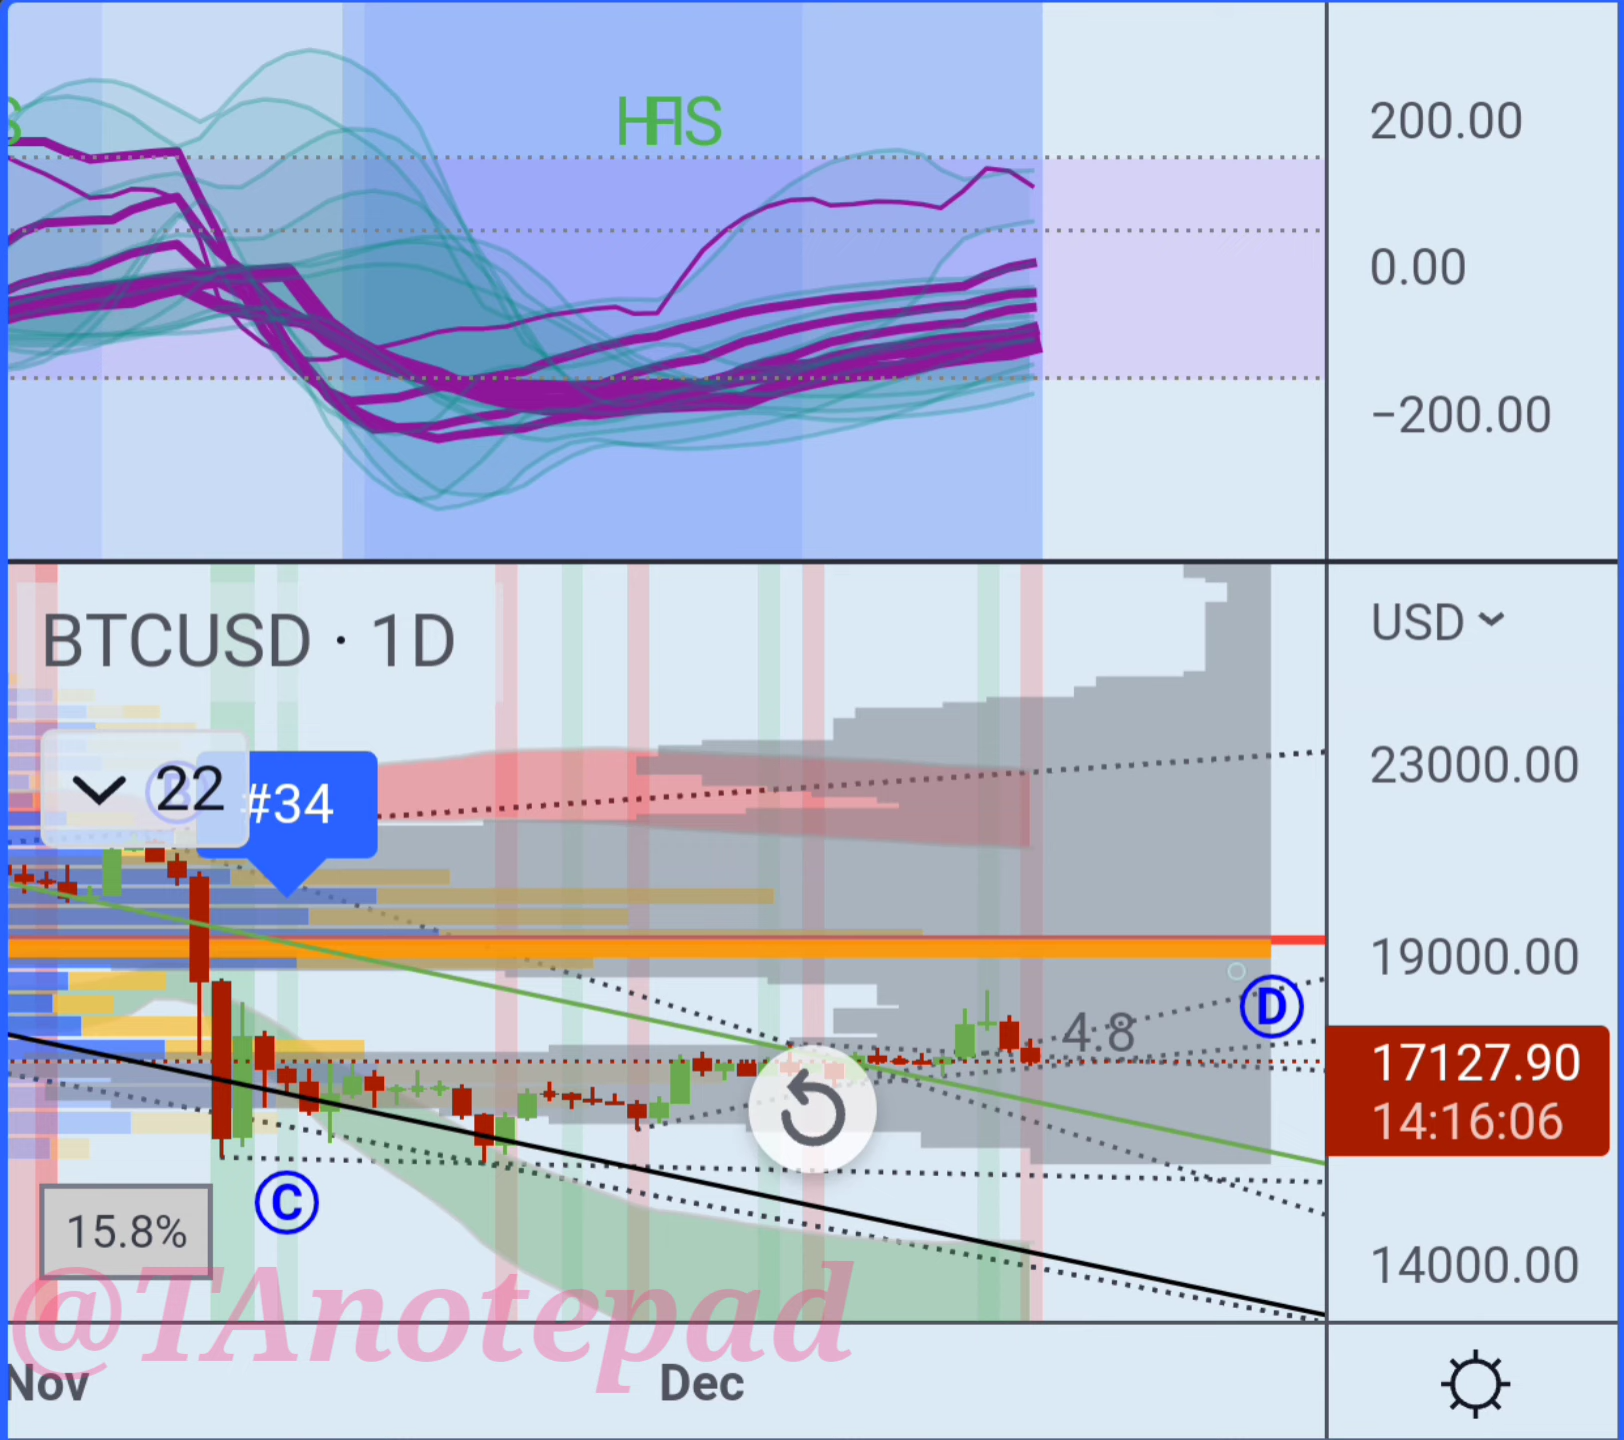 S
HFIS
200.00
0.00
−200.00
BTCUSD · 1D
USD
23000.00
22
#34
19000.00
D
4.8
17127.90
14:16:06
C
15.8%
14000.00
@TAnotepad
Nov
Dec